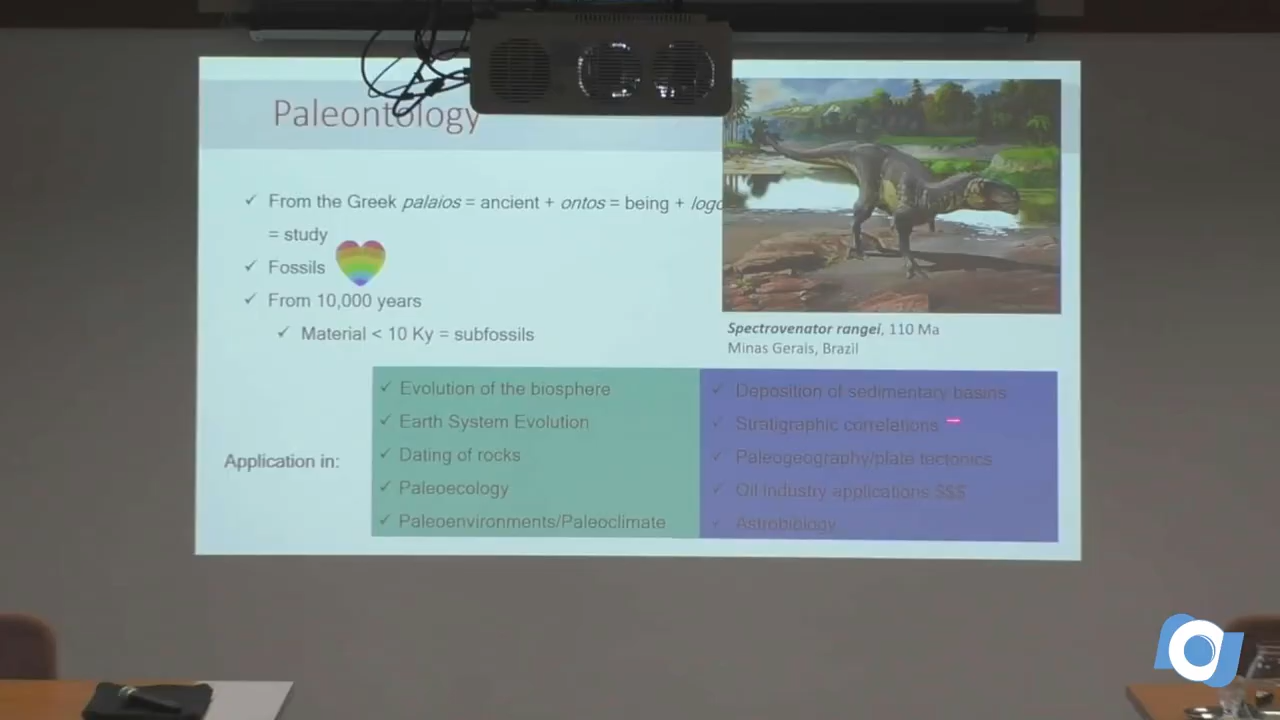 Paleontology
✓ From the Greek palaios = ancient + ontos = being + logo
= study
✓ Fossils
✓ From 10,000 years
✓ Material < 10 Ky = subfossils
Spectrovenator rangei, 110 Ma
Minas Gerais, Brazil
Application in:
✓ Evolution of the biosphere
✓ Earth System Evolution
✓ Dating of rocks
✓ Paleoecology
✓ Paleoenvironments/Paleoclimate
✓ Deposition of sedimentary basins
✓ Stratigraphic correlations
✓ Paleogeography/plate tectonics
✓ Oil industry applications $$$
✓ Astrobiology